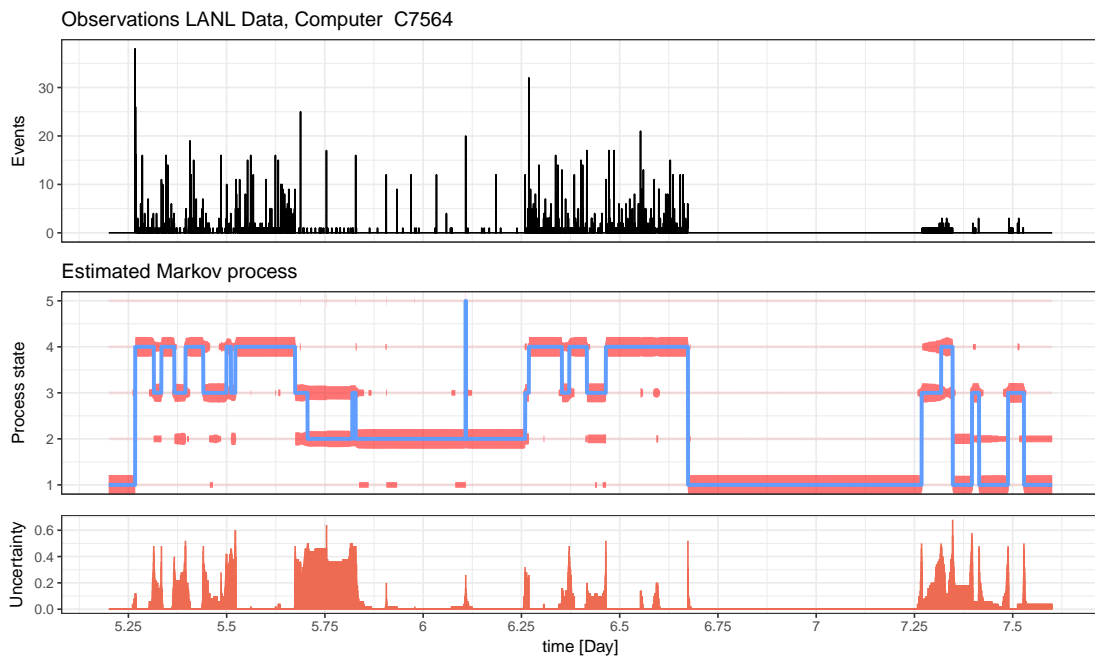 Observations LANL Data, Computer  C7564
Events
30
20
10
0
Estimated Markov process
Process state
5
4
3
2
1
Uncertainty
0.6
0.4
0.2
0.0
5.25 5.5 5.75 6 6.25 6.5 6.75 7 7.25 7.5
time [Day]